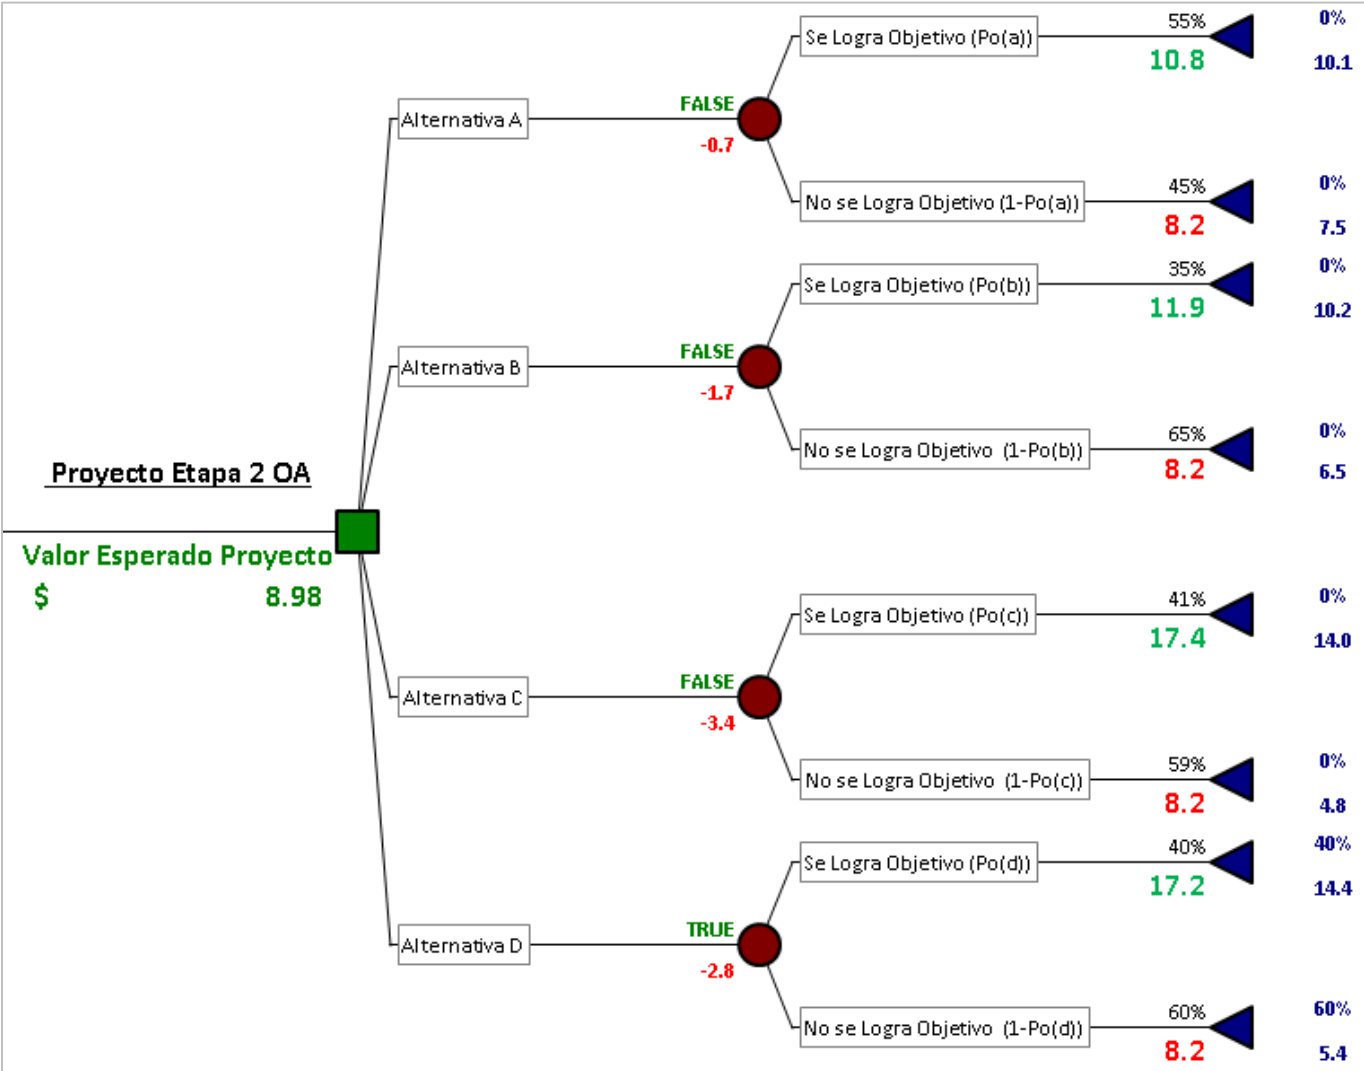 55% 0%
Se Logra Objetivo (Po(a))
10.8 10.1
FALSE
Alternativa A
-0.7
45% 0%
No se Logra Objetivo (1-Po(a))
8.2 7.5
35% 0%
Se Logra Objetivo (Po(b))
11.9 10.2
FALSE
Alternativa B
-1.7
65% 0%
No se Logra Objetivo (1-Po(b))
8.2 6.5
Proyecto Etapa 2 OA
Valor Esperado Proyecto
$ 8.98
41% 0%
Se Logra Objetivo (Po(c))
17.4 14.0
FALSE
Alternativa C
-3.4
59% 0%
No se Logra Objetivo (1-Po(c))
8.2 4.8
40% 40%
Se Logra Objetivo (Po(d))
17.2 14.4
TRUE
Alternativa D
-2.8
60% 60%
No se Logra Objetivo (1-Po(d))
8.2 5.4